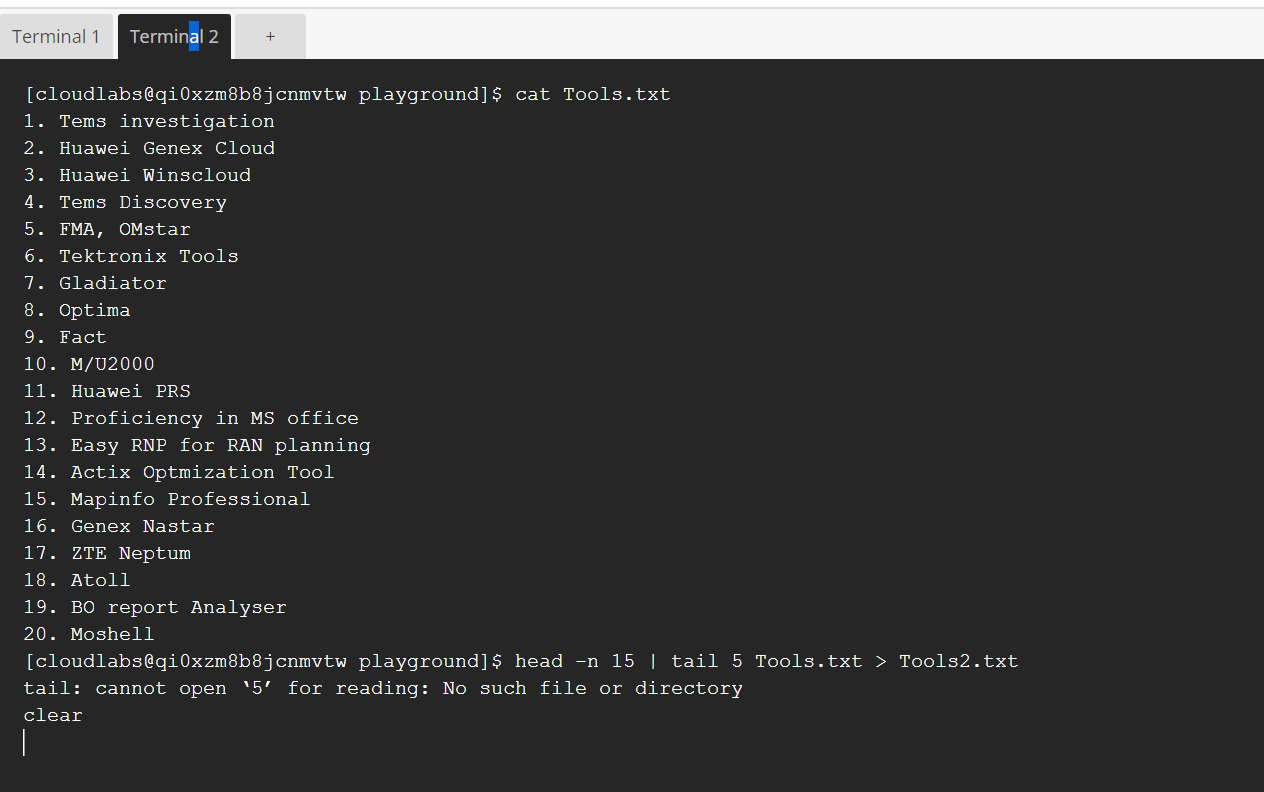 Terminal 1 Terminal 2 +
[cloudlabs@qi0xzm8b8jcnmvtw playground]$ cat Tools.txt
1. Tems investigation
2. Huawei Genex Cloud
3. Huawei Winscloud
4. Tems Discovery
5. FMA, OMstar
6. Tektronix Tools
7. Gladiator
8. Optima
9. Fact
10. M/U2000
11. Huawei PRS
12. Proficiency in MS office
13. Easy RNP for RAN planning
14. Actix Optmization Tool
15. Mapinfo Professional
16. Genex Nastar
17. ZTE Neptum
18. Atoll
19. BO report Analyser
20. Moshell
[cloudlabs@qi0xzm8b8jcnmvtw playground]$ head -n 15 | tail 5 Tools.txt > Tools2.txt
tail: cannot open ‘5’ for reading: No such file or directory
clear